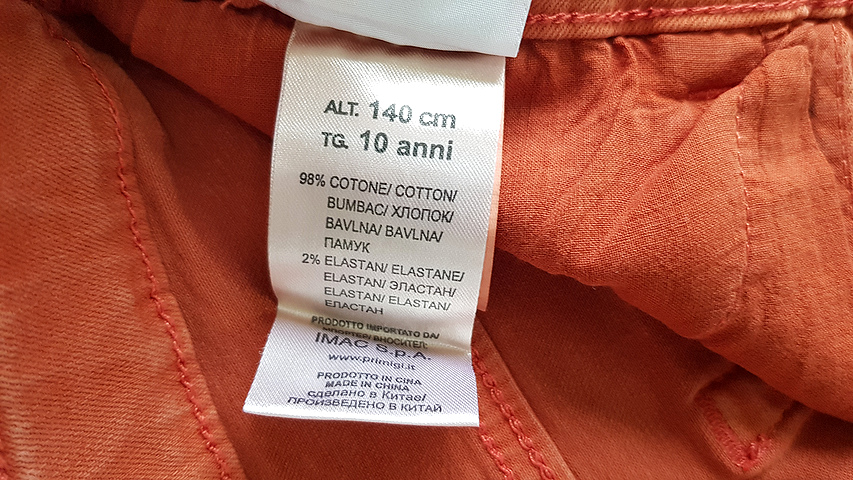 ALT. 140 cm
TG. 10 anni
98% COTONE/ COTTON/
BUMBAC/ ХЛОПОК/
BAVLNA/ BAVLNA/
ПАМУК
2% ELASTAN/ ELASTANE/
ELASTAN/ ЭЛАСТАН/
ELASTAN/ ELASTAN/
ЕЛАСТАН
PRODOTTO IMPORTATO DA/
ИМПОРТЕР/ ВНОСИТЕЛ:
IMAC S.p.A.
www.primigi.it
PRODOTTO IN CINA
MADE IN CHINA
сделано в Китае/
ПРОИЗВЕДЕНО В КИТАЙ